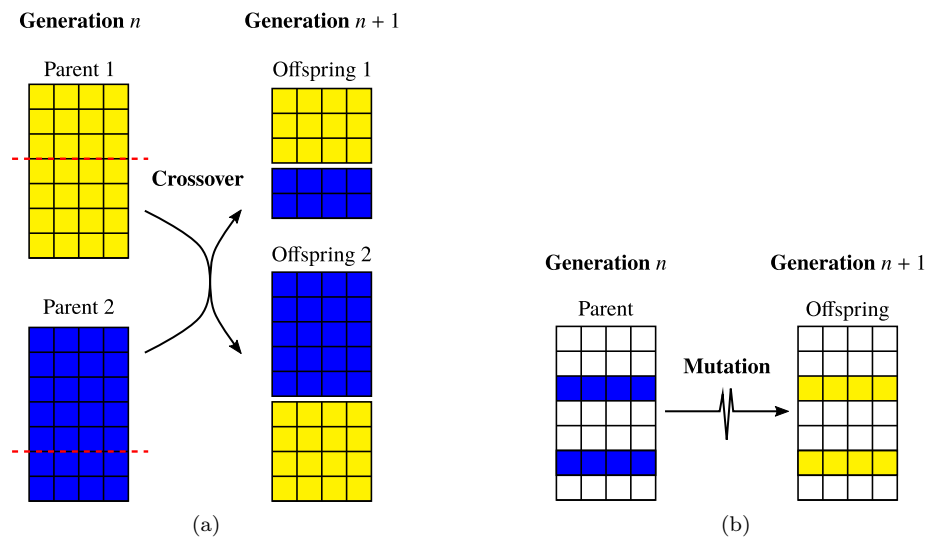 Generation n
Generation n + 1
Parent 1
Offspring 1
Crossover
Offspring 2
Parent 2
(a)
Generation n
Generation n + 1
Parent
Offspring
Mutation
(b)